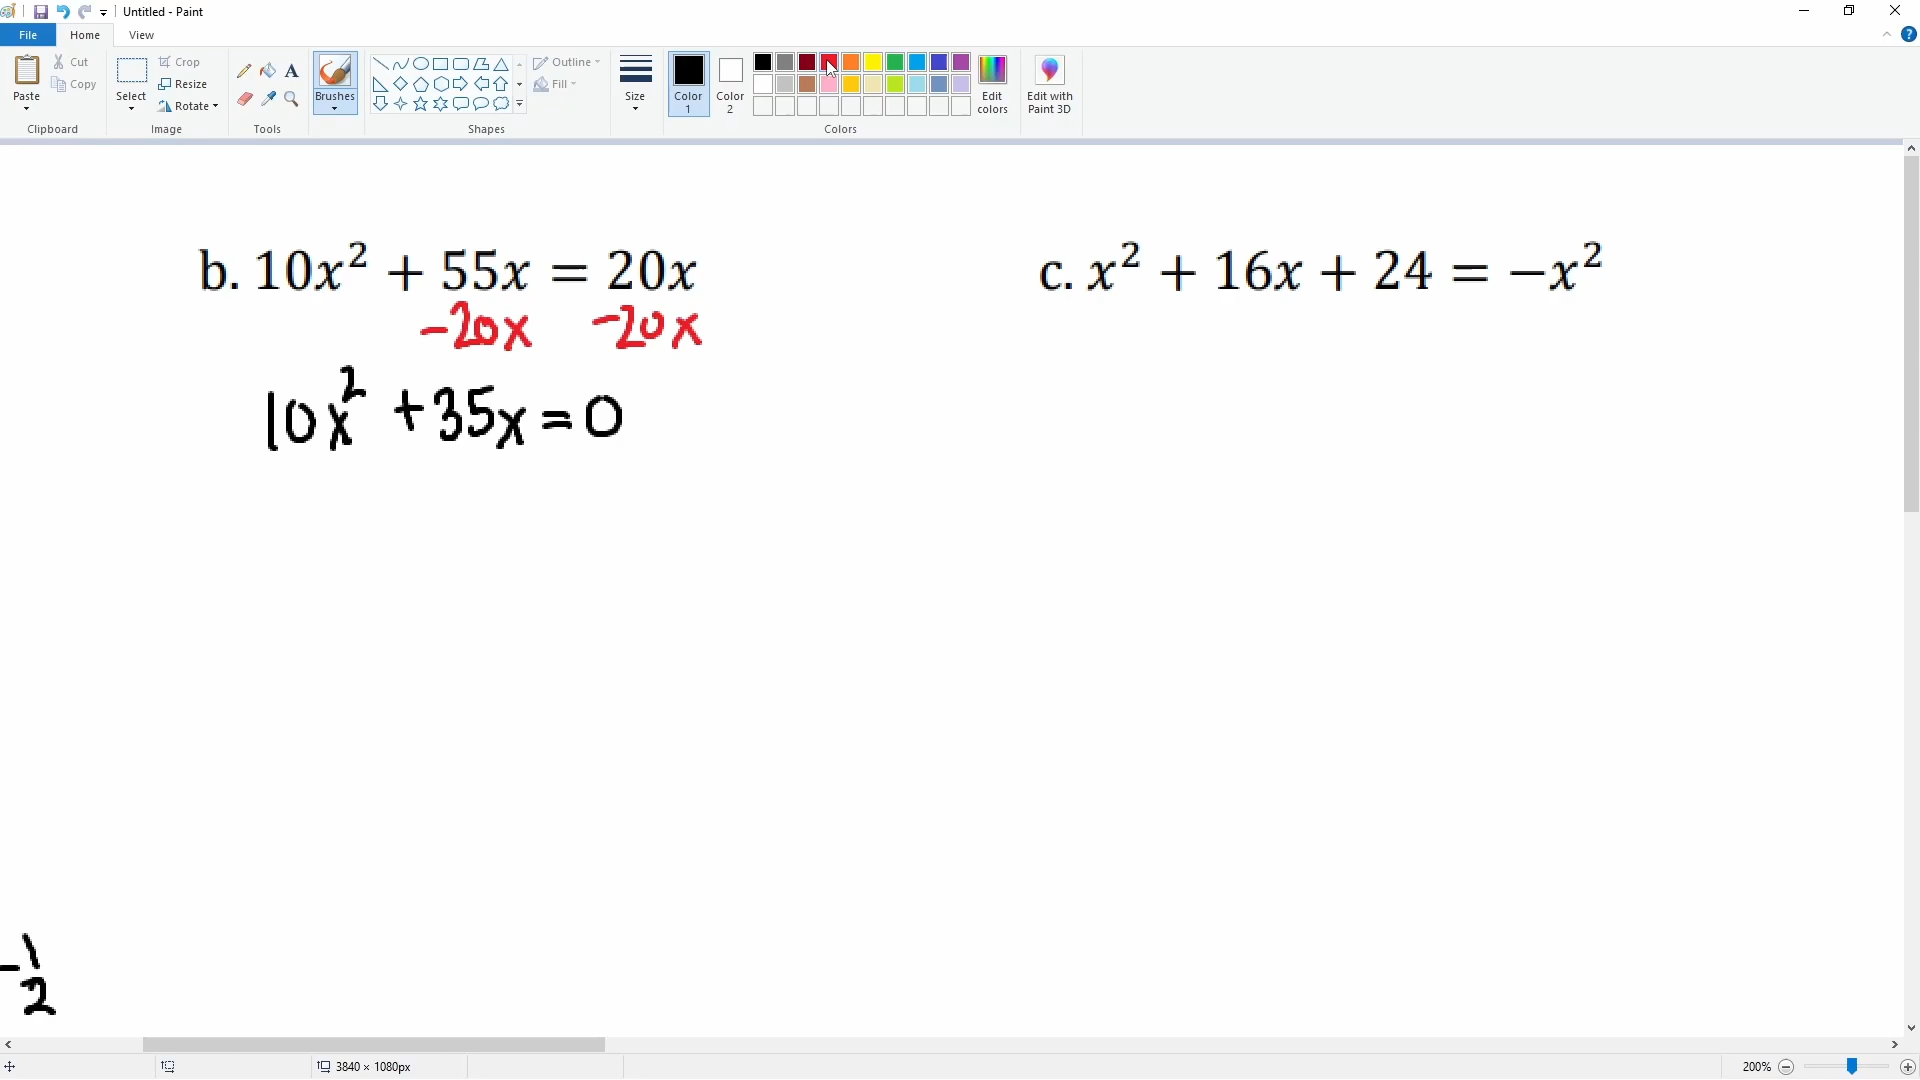 Untitled - Paint
File Home View
Paste Cut Copy Clipboard
Select Crop Resize Rotate Image
Tools
Brushes
Shapes
Outline Fill
Size
Color 1
Color 2
Colors
Edit colors
Edit with Paint 3D
b. 10x² + 55x = 20x
-20x -20x
10x² + 35x = 0
c. x² + 16x + 24 = −x²
-1
2
3840 × 1080px
200%